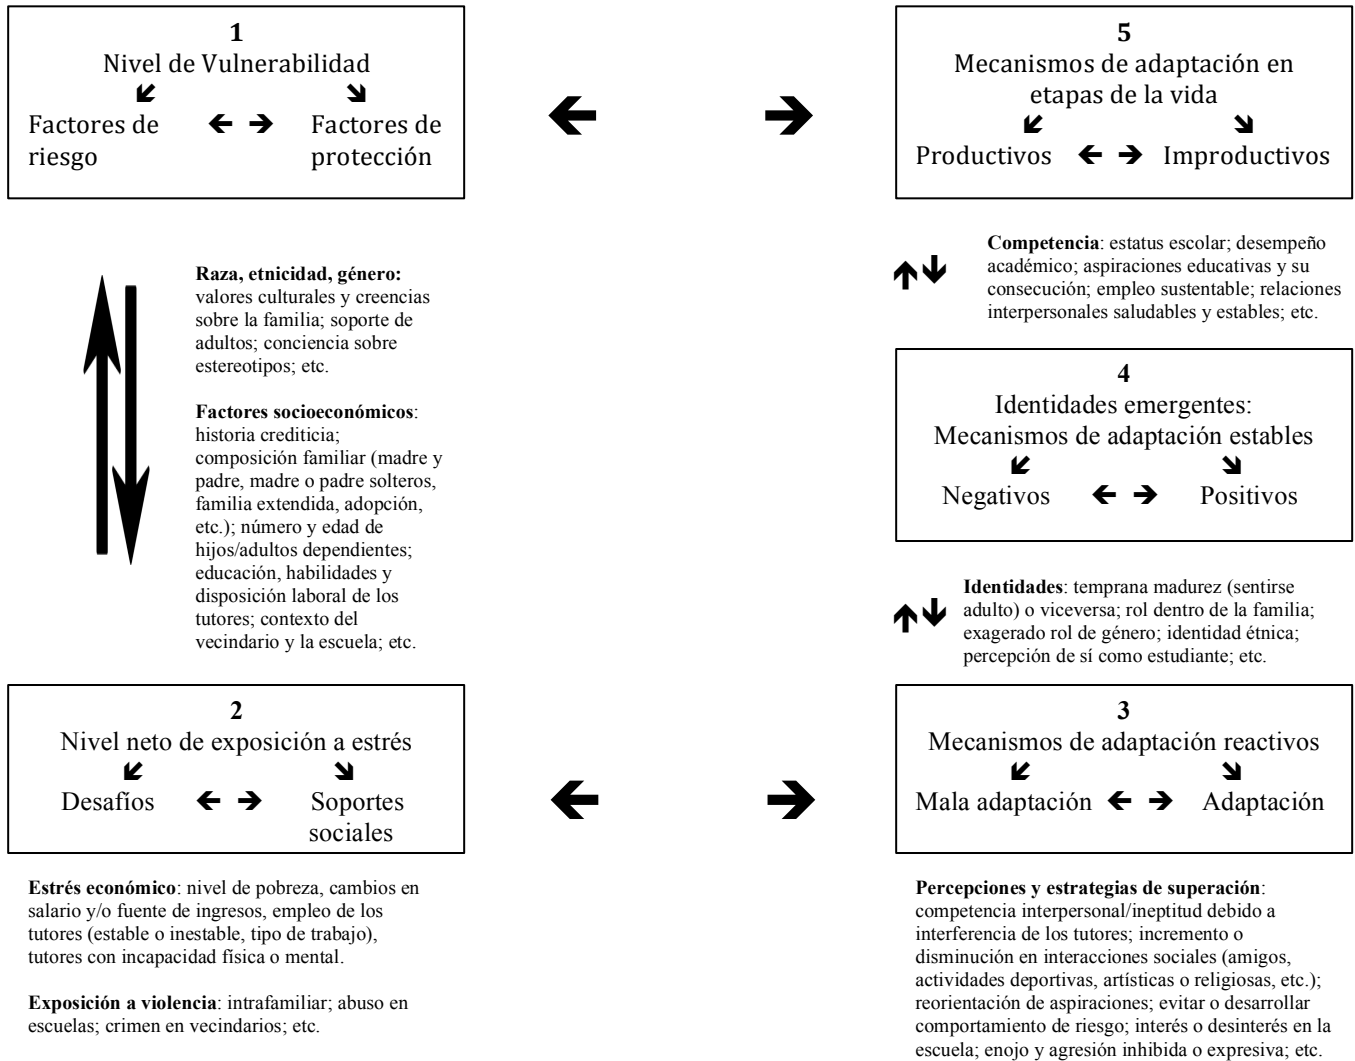 1
Nivel de Vulnerabilidad
Factores de riesgo
Factores de protección
Raza, etnicidad, género:
valores culturales y creencias
sobre la familia; soporte de
adultos; conciencia sobre
estereotipos; etc.
Factores socioeconómicos:
historia crediticia;
composición familiar (madre y
padre, madre o padre solteros,
familia extendida, adopción,
etc.); número y edad de
hijos/adultos dependientes;
educación, habilidades y
disposición laboral de los
tutores; contexto del
vecindario y la escuela; etc.
2
Nivel neto de exposición a estrés
Desafíos
Soportes
sociales
Estrés económico: nivel de pobreza, cambios en
salario y/o fuente de ingresos, empleo de los
tutores (estable o inestable, tipo de trabajo),
tutores con incapacidad física o mental.
Exposición a violencia: intrafamiliar; abuso en
escuelas; crimen en vecindarios; etc.
5
Mecanismos de adaptación en
etapas de la vida
Productivos
Improductivos
Competencia: estatus escolar; desempeño
académico; aspiraciones educativas y su
consecución; empleo sustentable; relaciones
interpersonales saludables y estables; etc.
4
Identidades emergentes:
Mecanismos de adaptación estables
Negativos
Positivos
Identidades: temprana madurez (sentirse
adulto) o viceversa; rol dentro de la familia;
exagerado rol de género; identidad étnica;
percepción de sí como estudiante; etc.
3
Mecanismos de adaptación reactivos
Mala adaptación
Adaptación
Percepciones y estrategias de superación:
competencia interpersonal/ineptitud debido a
interferencia de los tutores; incremento o
disminución en interacciones sociales (amigos,
actividades deportivas, artísticas o religiosas, etc.);
reorientación de aspiraciones; evitar o desarrollar
comportamiento de riesgo; interés o desinterés en la
escuela; enojo y agresión inhibida o expresiva; etc.